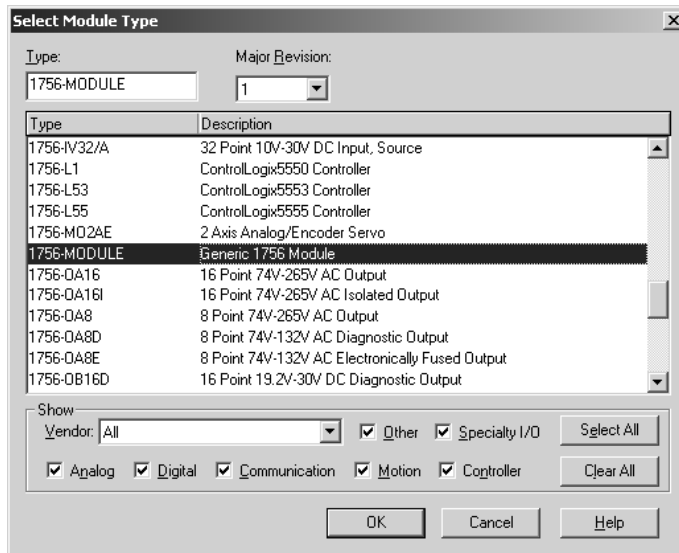 Select Module Type
Type: Major Revision:
1756-MODULE 1
Type Description
1756-IV32/A 32 Point 10V-30V DC Input, Source
1756-L1 ControlLogix5550 Controller
1756-L53 ControlLogix5553 Controller
1756-L55 ControlLogix5555 Controller
1756-M02AE 2 Axis Analog/Encoder Servo
1756-MODULE Generic 1756 Module
1756-OA16 16 Point 74V-265V AC Output
1756-OA16I 16 Point 74V-265V AC Isolated Output
1756-OA8 8 Point 74V-265V AC Output
1756-OA8D 8 Point 74V-132V AC Diagnostic Output
1756-OA8E 8 Point 74V-132V AC Electronically Fused Output
1756-OB16D 16 Point 19.2V-30V DC Diagnostic Output
Show
Vendor: All Other Specialty I/O Select All
Analog Digital Communication Motion Controller Clear All
OK Cancel Help